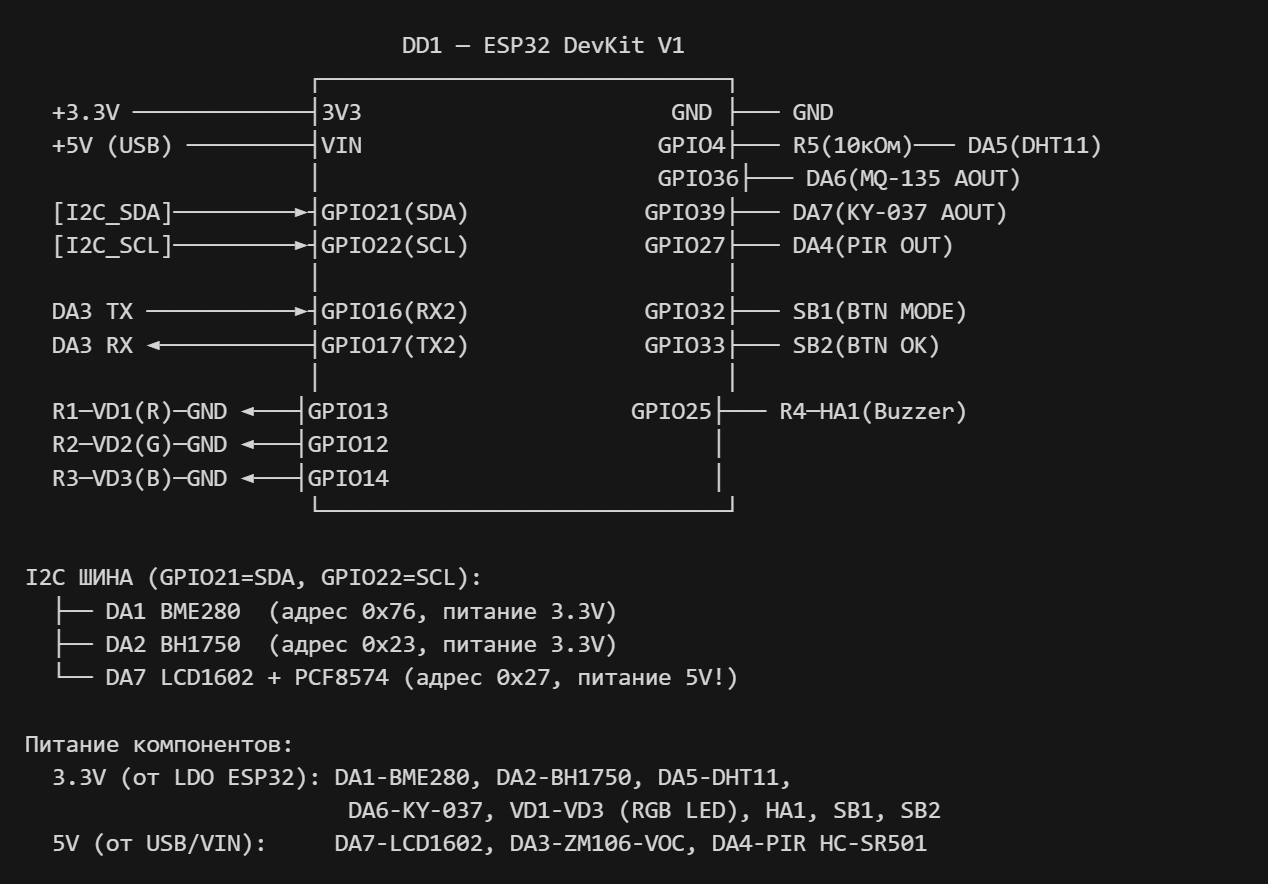 DD1 — ESP32 DevKit V1
+3.3V ─────────────┤3V3 GND ├─── GND
+5V (USB) ─────────┤VIN GPIO4├─── R5(10кОм)─── DA5(DHT11)
│ GPIO36├─── DA6(MQ-135 AOUT)
[I2C_SDA]─────────►┤GPIO21(SDA) GPIO39├─── DA7(KY-037 AOUT)
[I2C_SCL]─────────►┤GPIO22(SCL) GPIO27├─── DA4(PIR OUT)
DA3 TX ───────────►┤GPIO16(RX2) GPIO32├─── SB1(BTN MODE)
DA3 RX ◄───────────┤GPIO17(TX2) GPIO33├─── SB2(BTN OK)
R1─VD1(R)─GND ◄───┤GPIO13 GPIO25├─── R4─HA1(Buzzer)
R2─VD2(G)─GND ◄───┤GPIO12 │
R3─VD3(B)─GND ◄───┤GPIO14 │
I2C ШИНА (GPIO21=SDA, GPIO22=SCL):
├── DA1 BME280 (адрес 0x76, питание 3.3V)
├── DA2 BH1750 (адрес 0x23, питание 3.3V)
└── DA7 LCD1602 + PCF8574 (адрес 0x27, питание 5V!)
Питание компонентов:
3.3V (от LDO ESP32): DA1-BME280, DA2-BH1750, DA5-DHT11,
DA6-KY-037, VD1-VD3 (RGB LED), HA1, SB1, SB2
5V (от USB/VIN): DA7-LCD1602, DA3-ZM106-VOC, DA4-PIR HC-SR501